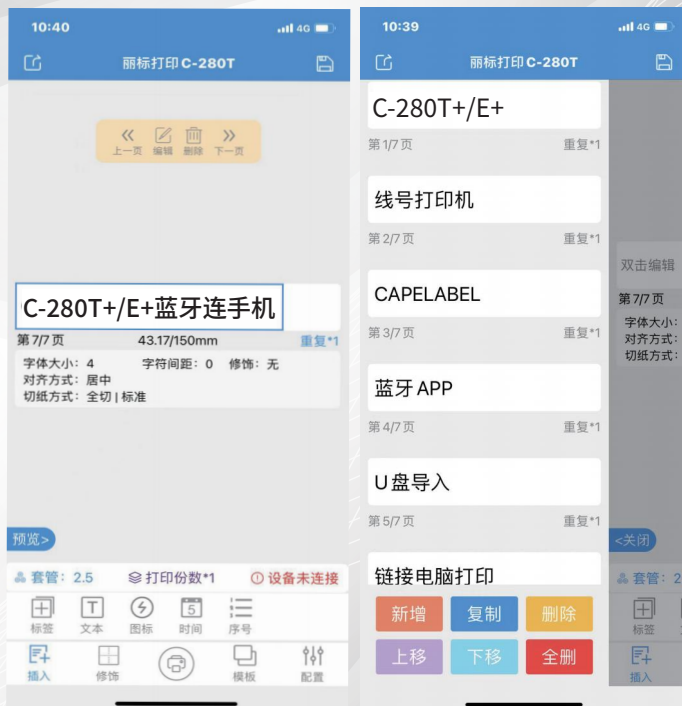 10:40
4G
丽标打印 C-280T
上一页 编辑 删除 下一页
C-280T+/E+蓝牙连手机
第 7/7 页 43.17/150mm 重复*1
字体大小: 4 字符间距: 0 修饰: 无
对齐方式: 居中
切纸方式: 全切 | 标准
预览>
套管: 2.5 打印份数*1 设备未连接
标签 文本 图标 时间 序号
插入 修饰 模板 配置
10:39
4G
丽标打印 C-280T
C-280T+/E+
第 1/7 页 重复*1
线号打印机
第 2/7 页 重复*1
CAPELABEL
第 3/7 页 重复*1
蓝牙 APP
第 4/7 页 重复*1
U 盘导入
第 5/7 页 重复*1
链接电脑打印
新增 复制 删除
上移 下移 全删
双击编辑
第 7/7 页
字体大小:
对齐方式:
切纸方式:
<关闭
套管: 2
标签
插入